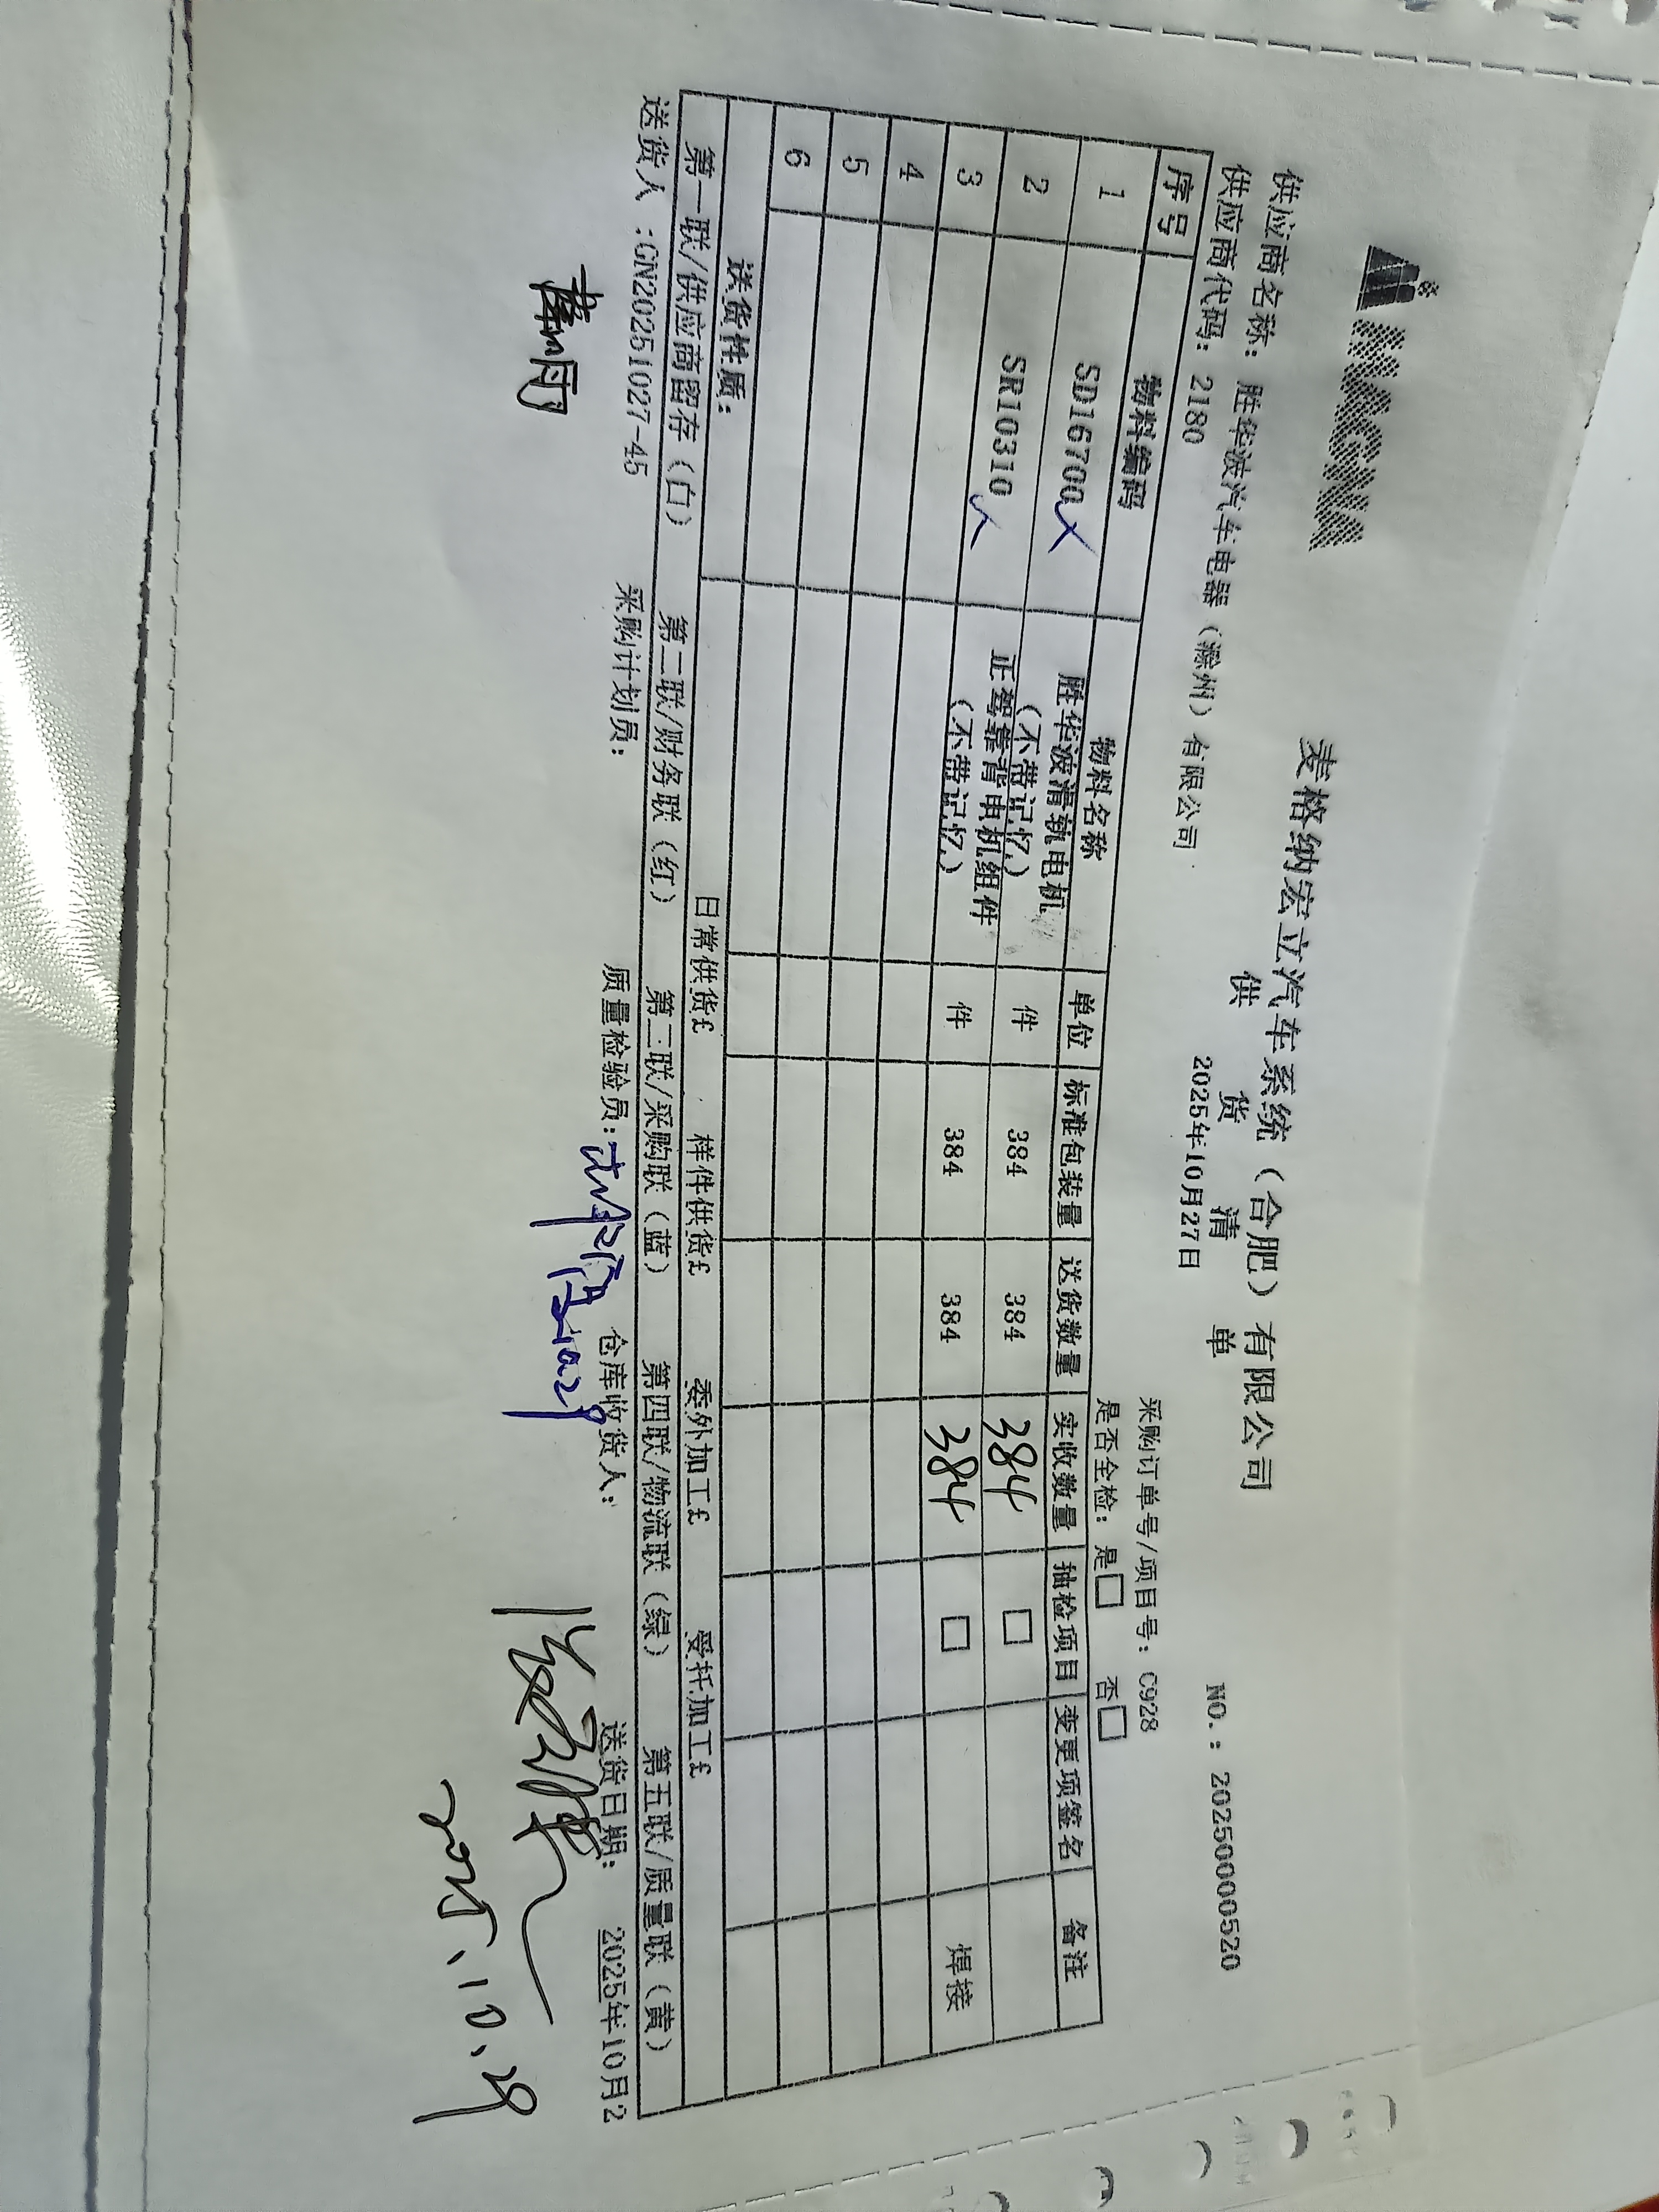 MAGNA
麦格纳宏立汽车系统（合肥）有限公司
供 货 清 单
NO.：20250000520
供应商名称：胜华波汽车电器（滁州）有限公司
2025年10月27日
采购订单号/项目号：C928
供应商代码：2180
是否全检：是□ 否□
序号 物料编码 物料名称 单位 标准包装量 送货数量 实收数量 抽检项目 变更项签名 备注
1 SD16700 胜华波滑轨电机（不带记忆） 件 384 384 384 □
2 SR10310 正驾靠背电机组件（不带记忆） 件 384 384 384 □ 焊接
3
4
5
6
送货性质： 日常供货£ 样件供货£ 委外加工£ 受托加工£
第一联/供应商留存（白） 第二联/财务联（红） 第三联/采购联（蓝） 第四联/物流联（绿） 第五联/质量联（黄）
送货人：GN20251027-45 采购计划员： 质量检验员： 仓库收货人： 送货日期： 2025年10月2
2025.10.29